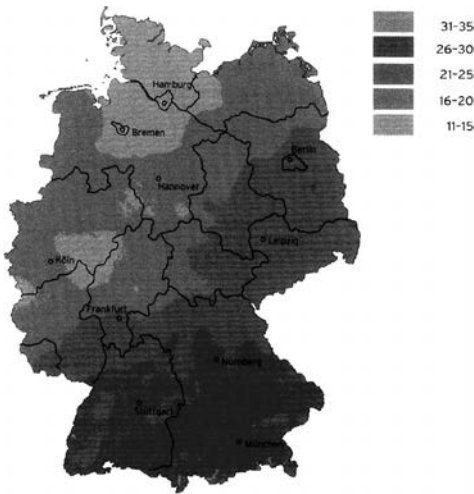 31-35
26-30
21-25
16-20
11-15
Hamburg
Bremen
Berlin
Hannover
Leipzig
Köln
Frankfurt
Nürnberg
Stuttgart
München